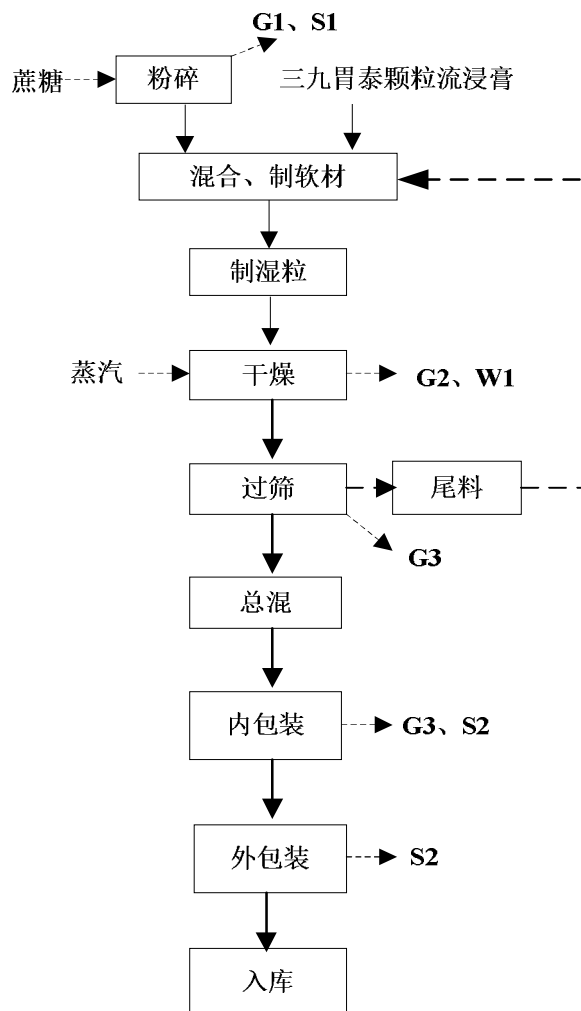 G1、S1
蔗糖
粉碎
三九胃泰颗粒流浸膏
混合、制软材
制湿粒
蒸汽
干燥
G2、W1
过筛
尾料
G3
总混
内包装
G3、S2
外包装
S2
入库